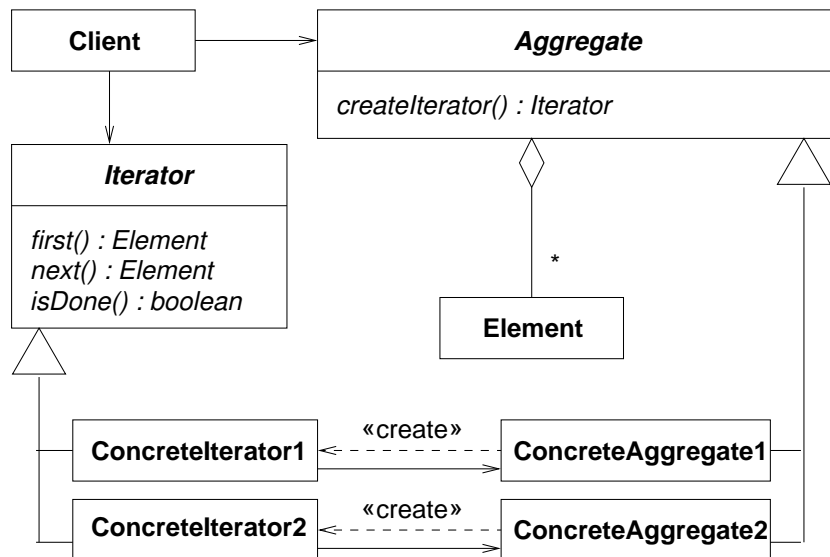 Client
Aggregate
createIterator() : Iterator
Iterator
first() : Element
next() : Element
isDone() : boolean
*
Element
«create»
ConcreteIterator1
ConcreteAggregate1
«create»
ConcreteIterator2
ConcreteAggregate2